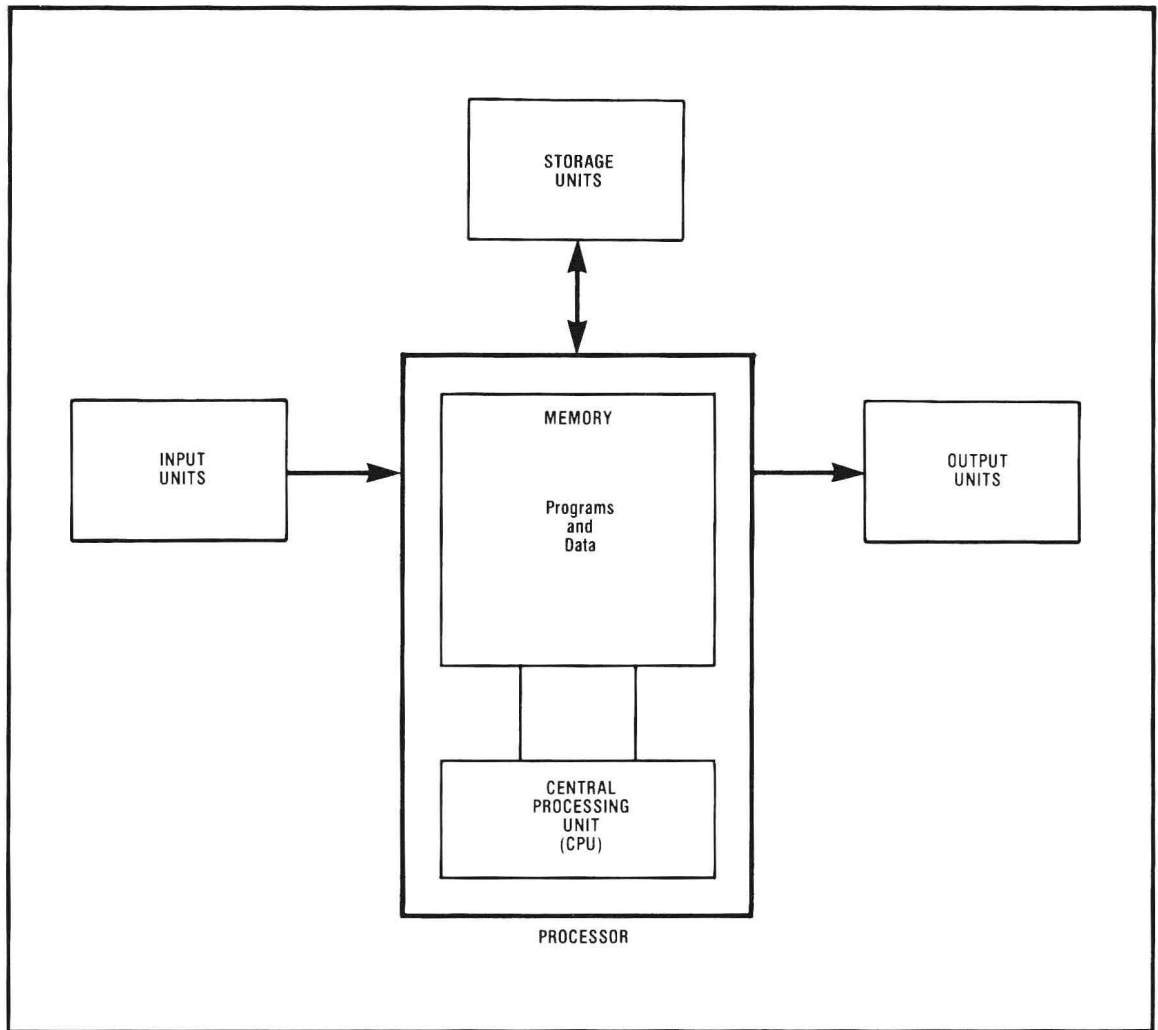 STORAGE
UNITS
INPUT
UNITS
MEMORY
Programs
and
Data
OUTPUT
UNITS
CENTRAL
PROCESSING
UNIT
(CPU)
PROCESSOR